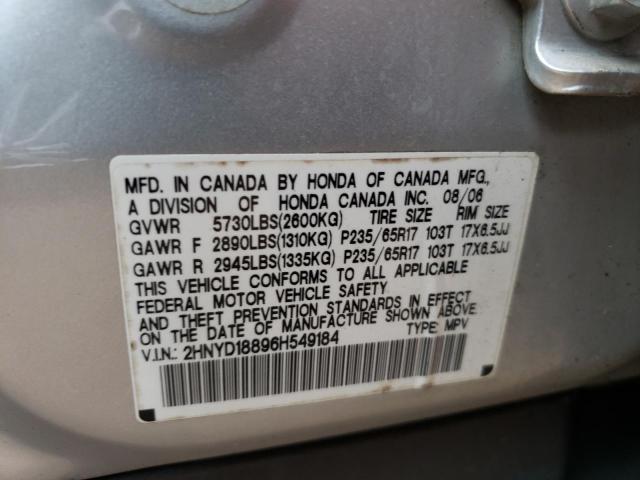 MFD. IN CANADA BY HONDA OF CANADA MFG.,
A DIVISION OF HONDA CANADA INC. 08/06
GVWR 5730LBS(2600KG) TIRE SIZE RIM SIZE
GAWR F 2890LBS(1310KG) P235/65R17 103T 17X6.5JJ
GAWR R 2945LBS(1335KG) P235/65R17 103T 17X6.5JJ
THIS VEHICLE CONFORMS TO ALL APPLICABLE
FEDERAL MOTOR VEHICLE SAFETY
AND THEFT PREVENTION STANDARDS IN EFFECT
ON THE DATE OF MANUFACTURE SHOWN ABOVE.
V.I.N.: 2HNYD18896H549184 TYPE: MPV